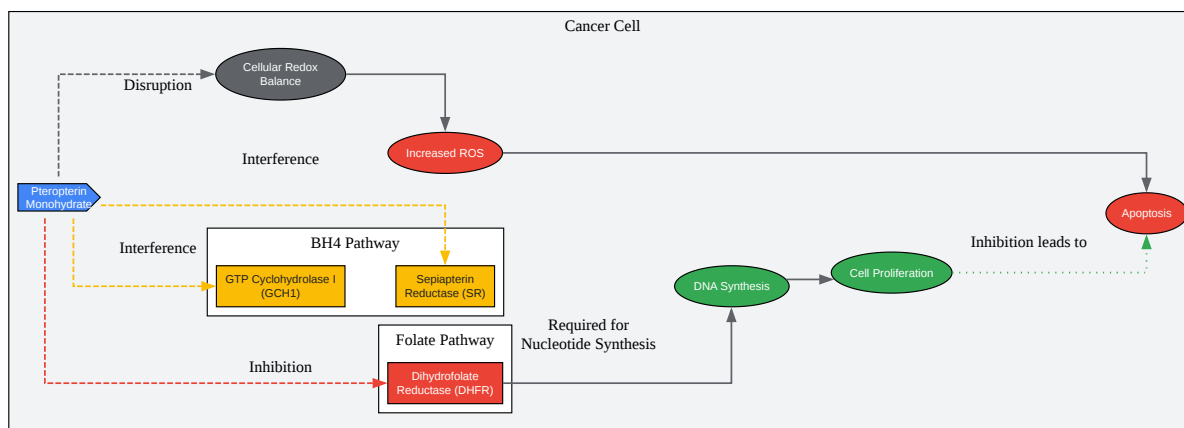 Cancer Cell
Cellular Redox
Balance
Disruption
Increased ROS
Interference
Pteropterin
Monohydrate
Apoptosis
Interference
BH4 Pathway
Inhibition leads to
GTP Cyclohydrolase I
(GCH1)
Sepiapterin
Reductase (SR)
DNA Synthesis
Cell Proliferation
Folate Pathway
Required for
Nucleotide Synthesis
Inhibition
Dihydrofolate
Reductase (DHFR)